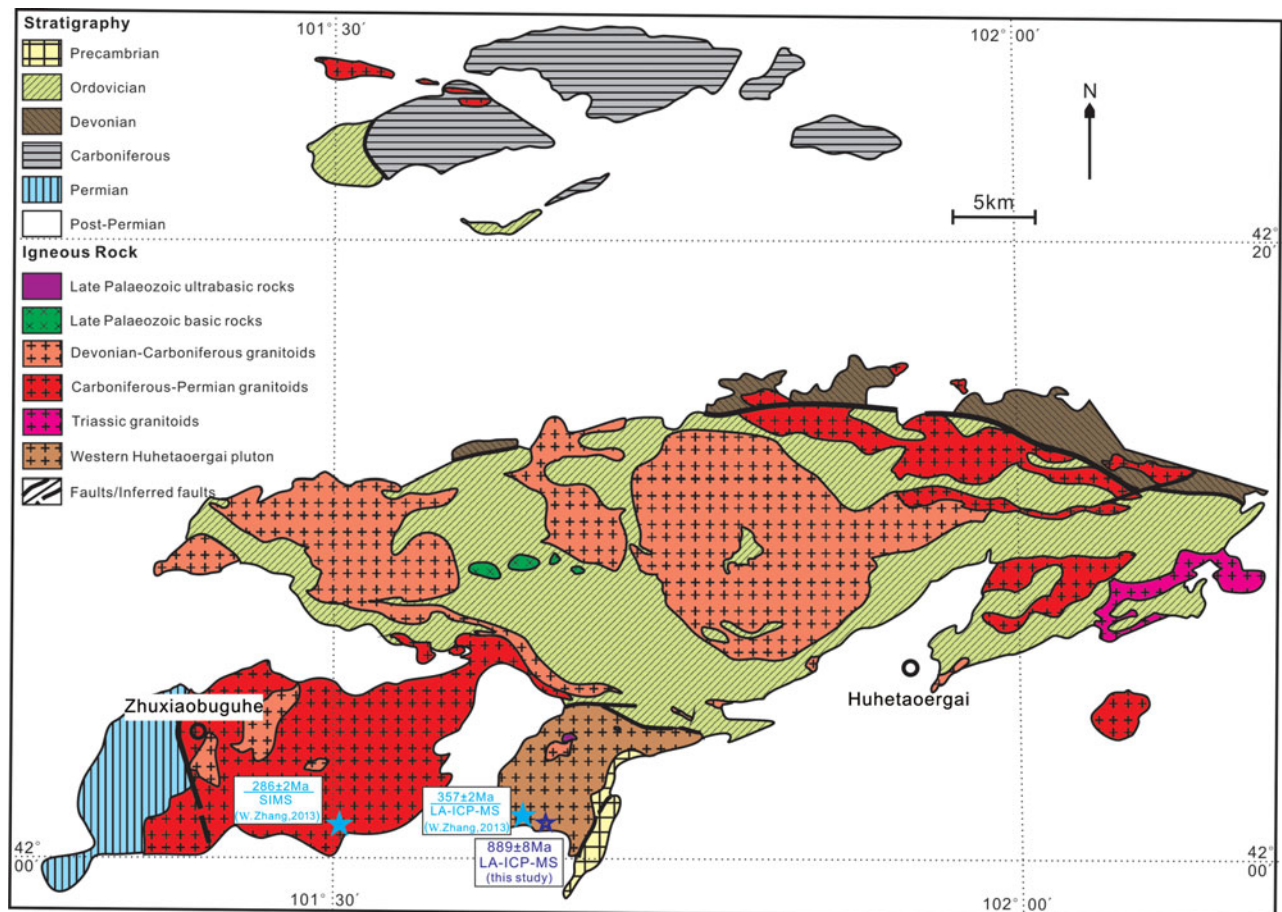 Stratigraphy
Precambrian
Ordovician
Devonian
Carboniferous
Permian
Post-Permian
Igneous Rock
Late Palaeozoic ultrabasic rocks
Late Palaeozoic basic rocks
Devonian-Carboniferous granitoids
Carboniferous-Permian granitoids
Triassic granitoids
Western Huhetaoergai pluton
Faults/Inferred faults
101° 30′
102° 00′
N
5km
42°
20′
Zhuxiaobuguhe
Huhetaoergai
286±2Ma
SIMS
(W.Zhang,2013)
357±2Ma
LA-ICP-MS
(W.Zhang,2013)
889±8Ma
LA-ICP-MS
(this study)
42°
00′
42°
00′
101° 30′
102° 00′